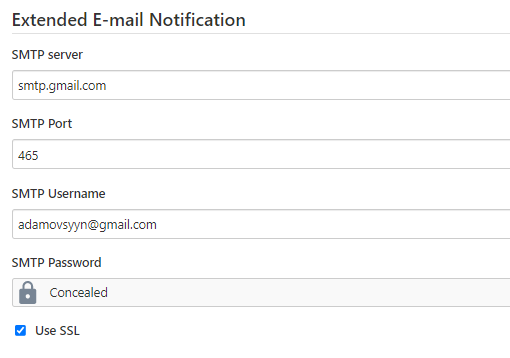 Extended E-mail Notification
SMTP server
smtp.gmail.com
SMTP Port
465
SMTP Username
adamovsyyn@gmail.com
SMTP Password
Concealed
Use SSL